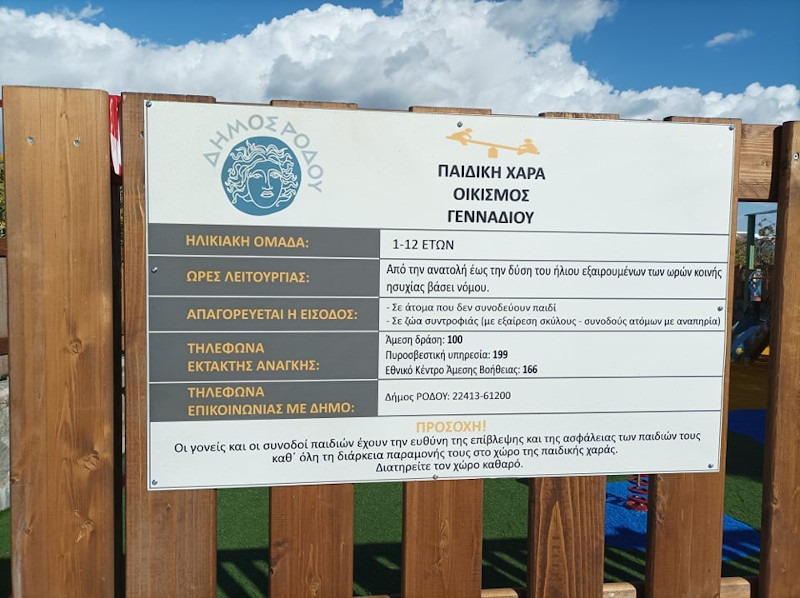 ΔΗΜΟΣ ΡΟΔΟΥ
ΠΑΙΔΙΚΗ ΧΑΡΑ
ΟΙΚΙΣΜΟΣ
ΓΕΝΝΑΔΙΟΥ
ΗΛΙΚΙΑΚΗ ΟΜΑΔΑ:
1-12 ΕΤΩΝ
ΩΡΕΣ ΛΕΙΤΟΥΡΓΙΑΣ:
Από την ανατολή έως την δύση του ήλιου εξαιρουμένων των ωρών κοινής
ησυχίας βάσει νόμου.
ΑΠΑΓΟΡΕΥΕΤΑΙ Η ΕΙΣΟΔΟΣ:
- Σε άτομα που δεν συνοδεύουν παιδί
- Σε ζώα συντροφιάς (με εξαίρεση σκύλους - συνοδούς ατόμων με αναπηρία)
ΤΗΛΕΦΩΝΑ
ΕΚΤΑΚΤΗΣ ΑΝΑΓΚΗΣ:
Άμεση δράση: 100
Πυροσβεστική υπηρεσία: 199
Εθνικό Κέντρο Άμεσης Βοήθειας: 166
ΤΗΛΕΦΩΝΑ
ΕΠΙΚΟΙΝΩΝΙΑΣ ΜΕ ΔΗΜΟ:
Δήμος ΡΟΔΟΥ: 22413-61200
ΠΡΟΣΟΧΗ!
Οι γονείς και οι συνοδοί παιδιών έχουν την ευθύνη της επίβλεψης και της ασφάλειας των παιδιών τους
καθ΄ όλη τη διάρκεια παραμονής τους στο χώρο της παιδικής χαράς.
Διατηρείτε τον χώρο καθαρό.